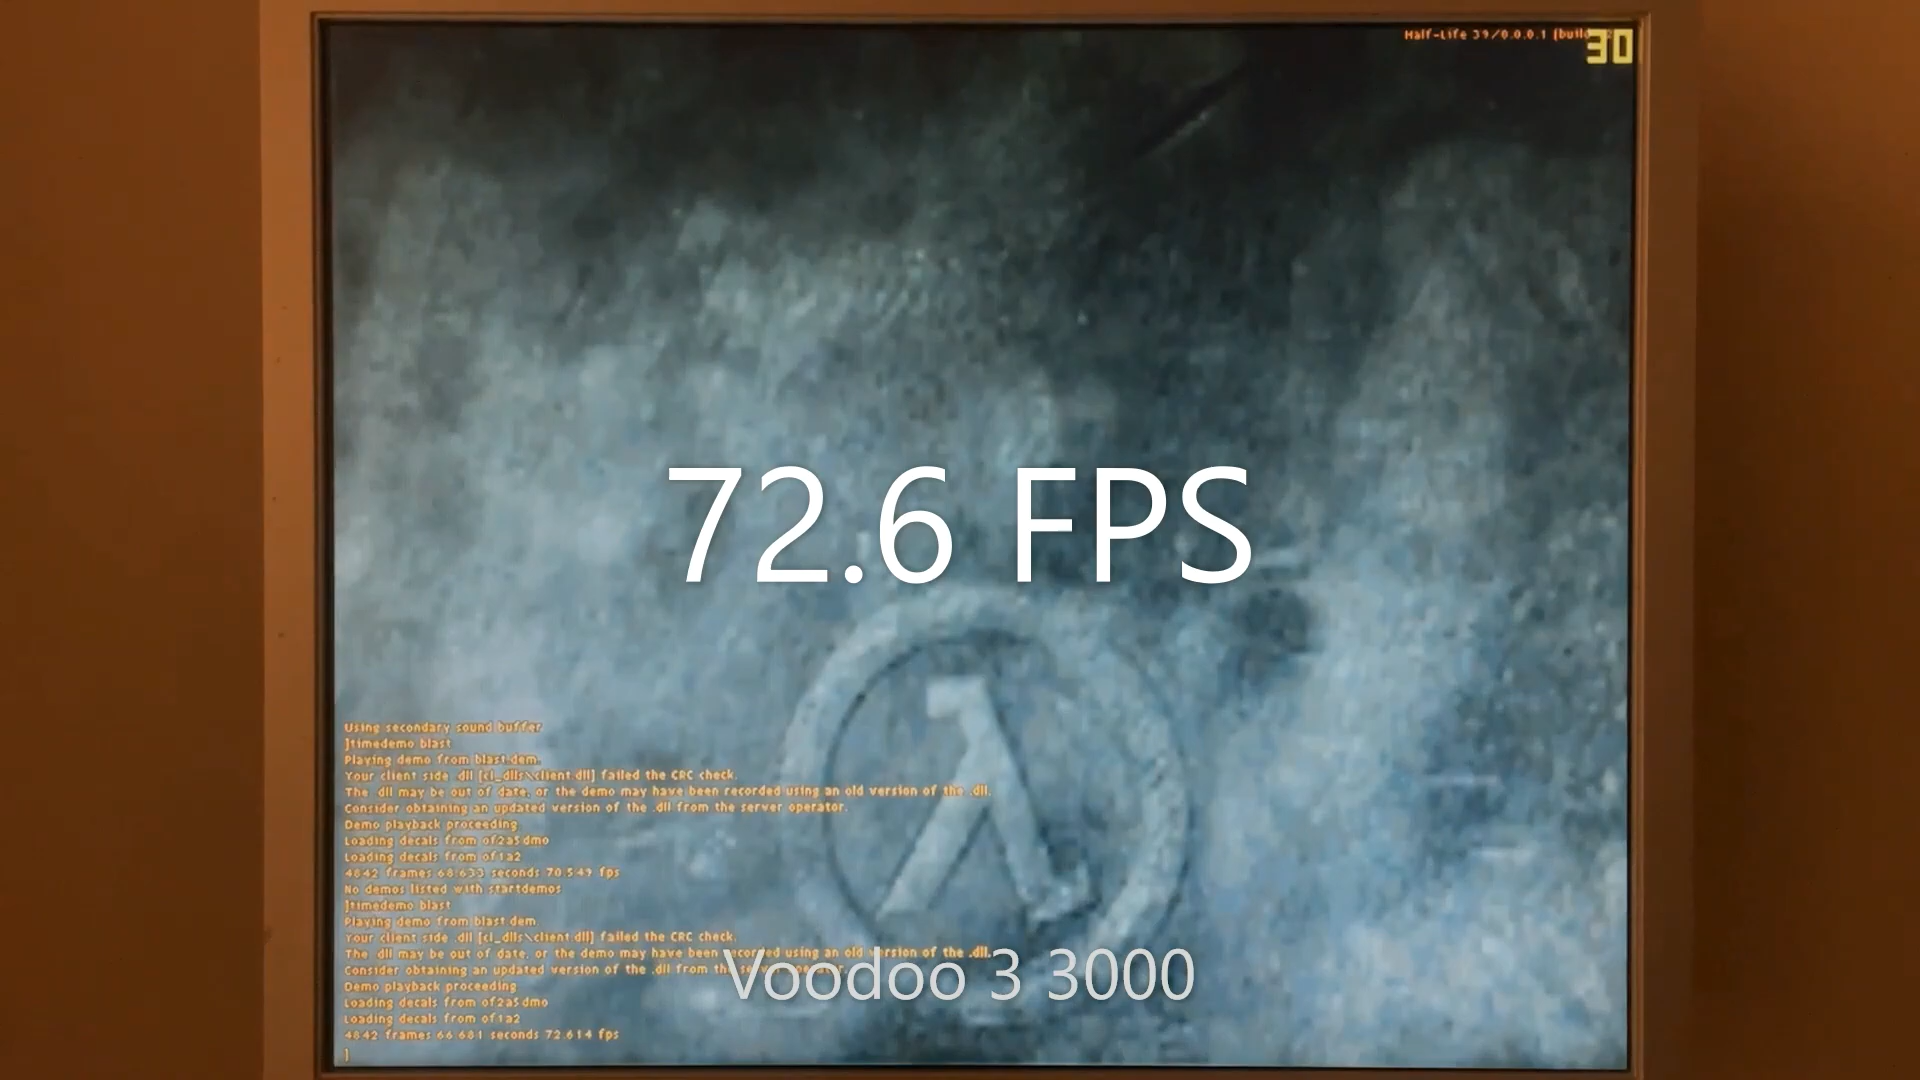 Half-Life 39/0.0.0.1 (build
30
72.6 FPS
Using secondary sound buffer
]timedemo blast
Playing demo from blast.dem.
Your client side .dll [cl_dlls\client.dll] failed the CRC check.
The .dll may be out of date, or the demo may have been recorded using an old version of the .dll.
Consider obtaining an updated version of the .dll from the server operator.
Demo playback proceeding
Loading decals from of2a5.dmo
Loading decals from of1a2
4842 frames 68.633 seconds 70.549 fps
No demos listed with startdemos
]timedemo blast
Playing demo from blast.dem
Your client side .dll [cl_dlls\client.dll] failed the CRC check.
The .dll may be out of date, or the demo may have been recorded using an old version of the .dll.
Consider obtaining an updated version of the .dll from the server operator.
Demo playback proceeding
Loading decals from of2a5.dmo
Loading decals from of1a2
4842 frames 66.681 seconds 72.614 fps
]
Voodoo 3 3000